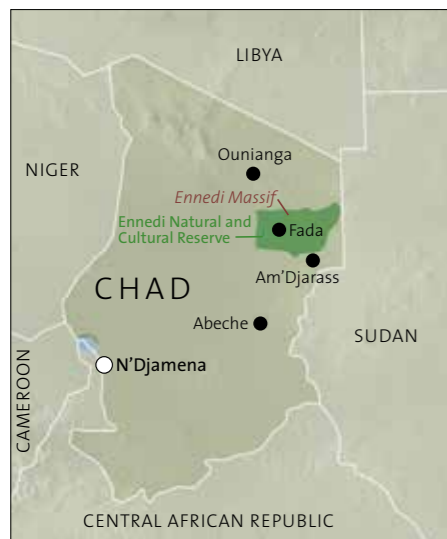 LIBYA
NIGER
Ounianga
Ennedi Massif
Ennedi Natural and
Cultural Reserve
Fada
Am'Djarass
CHAD
Abeche
SUDAN
N'Djamena
CAMEROON
CENTRAL AFRICAN REPUBLIC